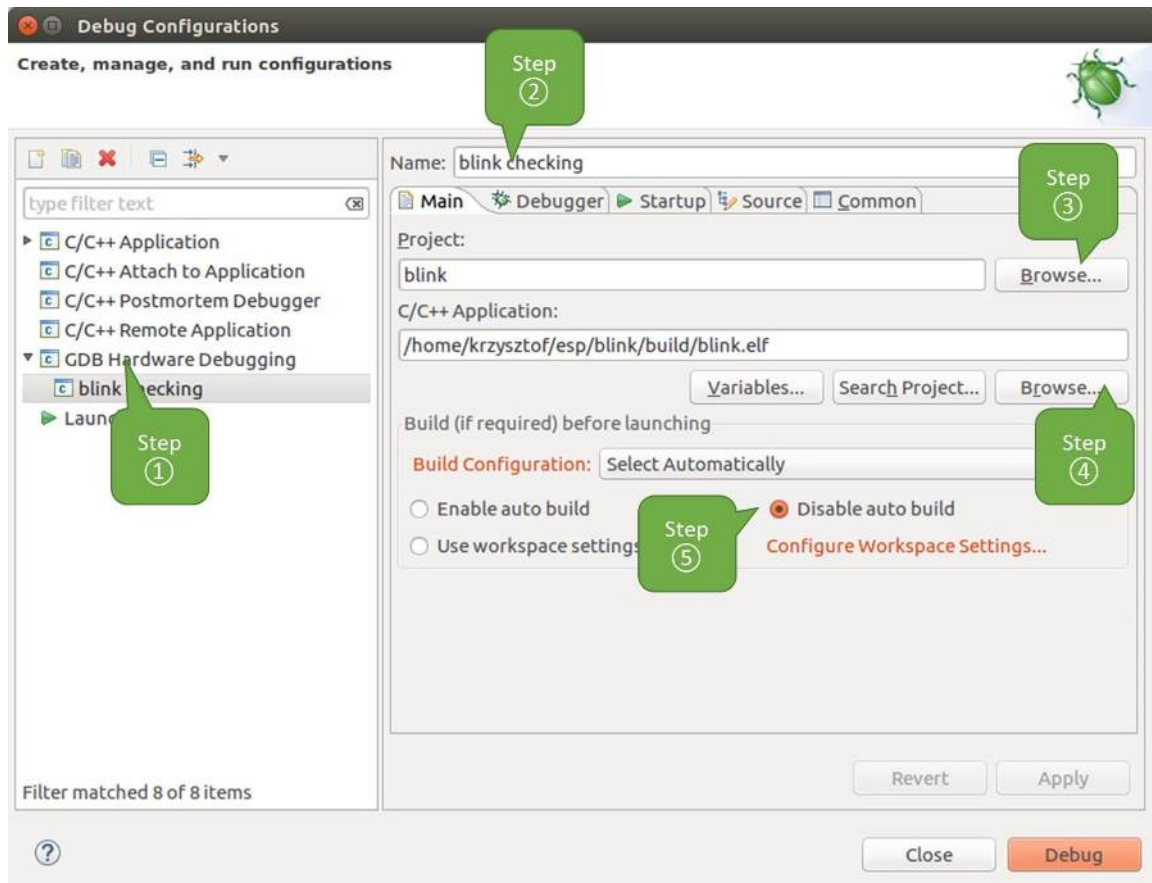 Debug Configurations
Create, manage, and run configurations
Step
②
type filter text
C/C++ Application
C/C++ Attach to Application
C/C++ Postmortem Debugger
C/C++ Remote Application
GDB Hardware Debugging
blink checking
Step
①
Filter matched 8 of 8 items
Name: blink checking
Step
③
Main Debugger Startup Source Common
Project:
blink Browse...
C/C++ Application:
/home/krzysztof/esp/blink/build/blink.elf
Variables... Search Project... Browse...
Step
④
Build (if required) before launching
Build Configuration: Select Automatically
Enable auto build Disable auto build
Step
⑤
Use workspace settings Configure Workspace Settings...
Revert Apply
Close Debug